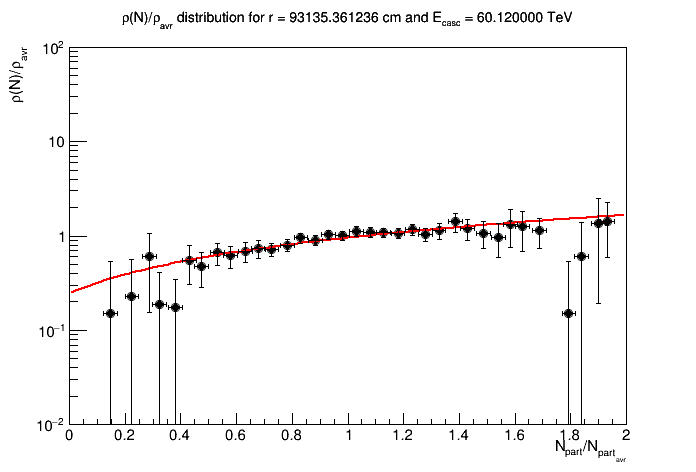 ρ(N)/ρavr distribution for r = 93135.361236 cm and Ecasc = 60.120000 TeV
ρ(N)/ρavr
10²
10
1
10⁻¹
10⁻²
0 0.2 0.4 0.6 0.8 1 1.2 1.4 1.6 1.8 2
Npart/Npartavr